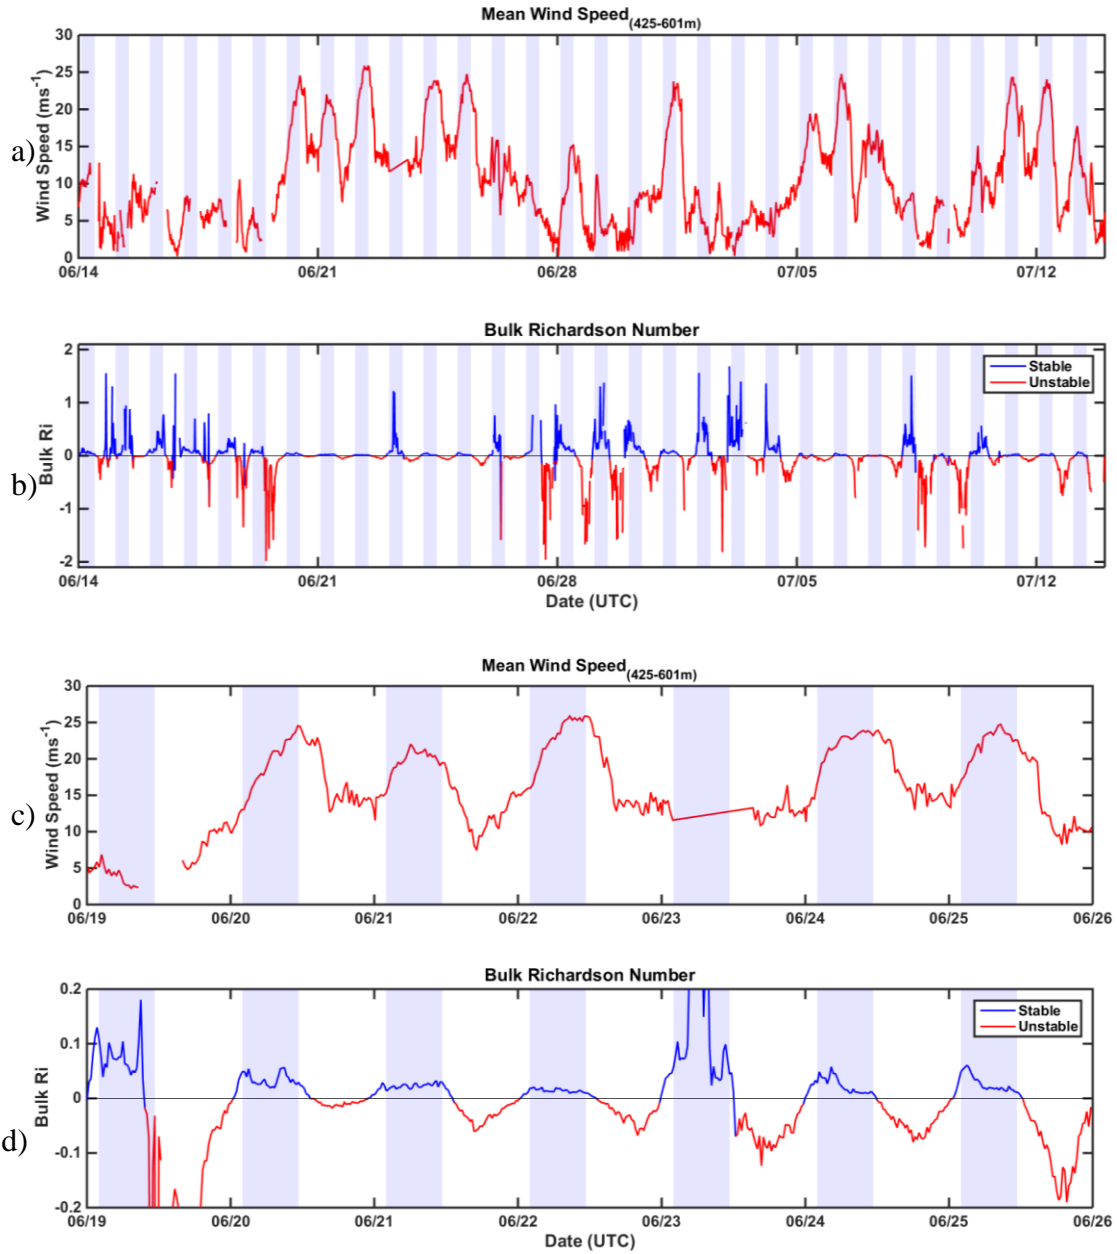 Mean Wind Speed(425-601m)
a)
Wind Speed (ms-1)
30
25
20
15
10
5
0
06/14 06/21 06/28 07/05 07/12
Bulk Richardson Number
b)
Bulk Ri
2
1
0
-1
-2
Stable
Unstable
06/14 06/21 06/28 07/05 07/12
Date (UTC)
Mean Wind Speed(425-601m)
c)
Wind Speed (ms-1)
30
25
20
15
10
5
0
06/19 06/20 06/21 06/22 06/23 06/24 06/25 06/26
Bulk Richardson Number
d)
Bulk Ri
0.2
0.1
0
-0.1
-0.2
Stable
Unstable
06/19 06/20 06/21 06/22 06/23 06/24 06/25 06/26
Date (UTC)